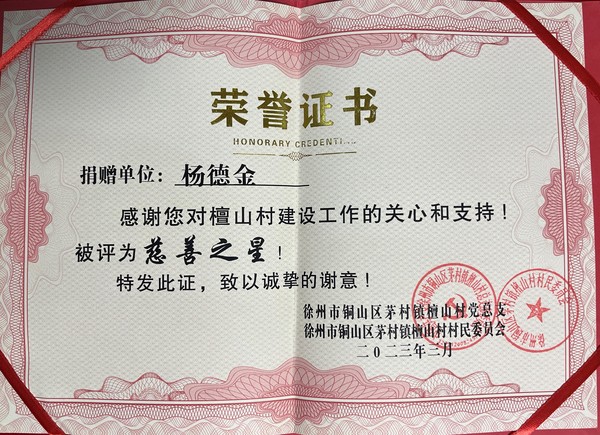 荣誉证书
HONORARY CREDENTI
捐赠单位：杨德金
感谢您对檀山村建设工作的关心和支持！
被评为慈善之星！
特发此证，致以诚挚的谢意！
徐州市铜山区茅村镇檀山村党总支
徐州市铜山区茅村镇檀山村村民委员会
二〇二三年三月